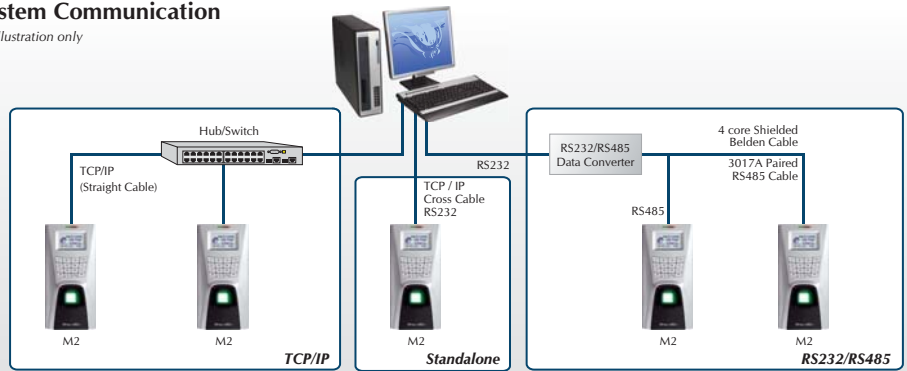 stem Communication
llustration only
Hub/Switch
TCP/IP
(Straight Cable)
M2
M2
TCP/IP
TCP / IP
Cross Cable
RS232
M2
Standalone
RS232
RS232/RS485
Data Converter
4 core Shielded
Belden Cable
3017A Paired
RS485 Cable
RS485
M2
M2
RS232/RS485